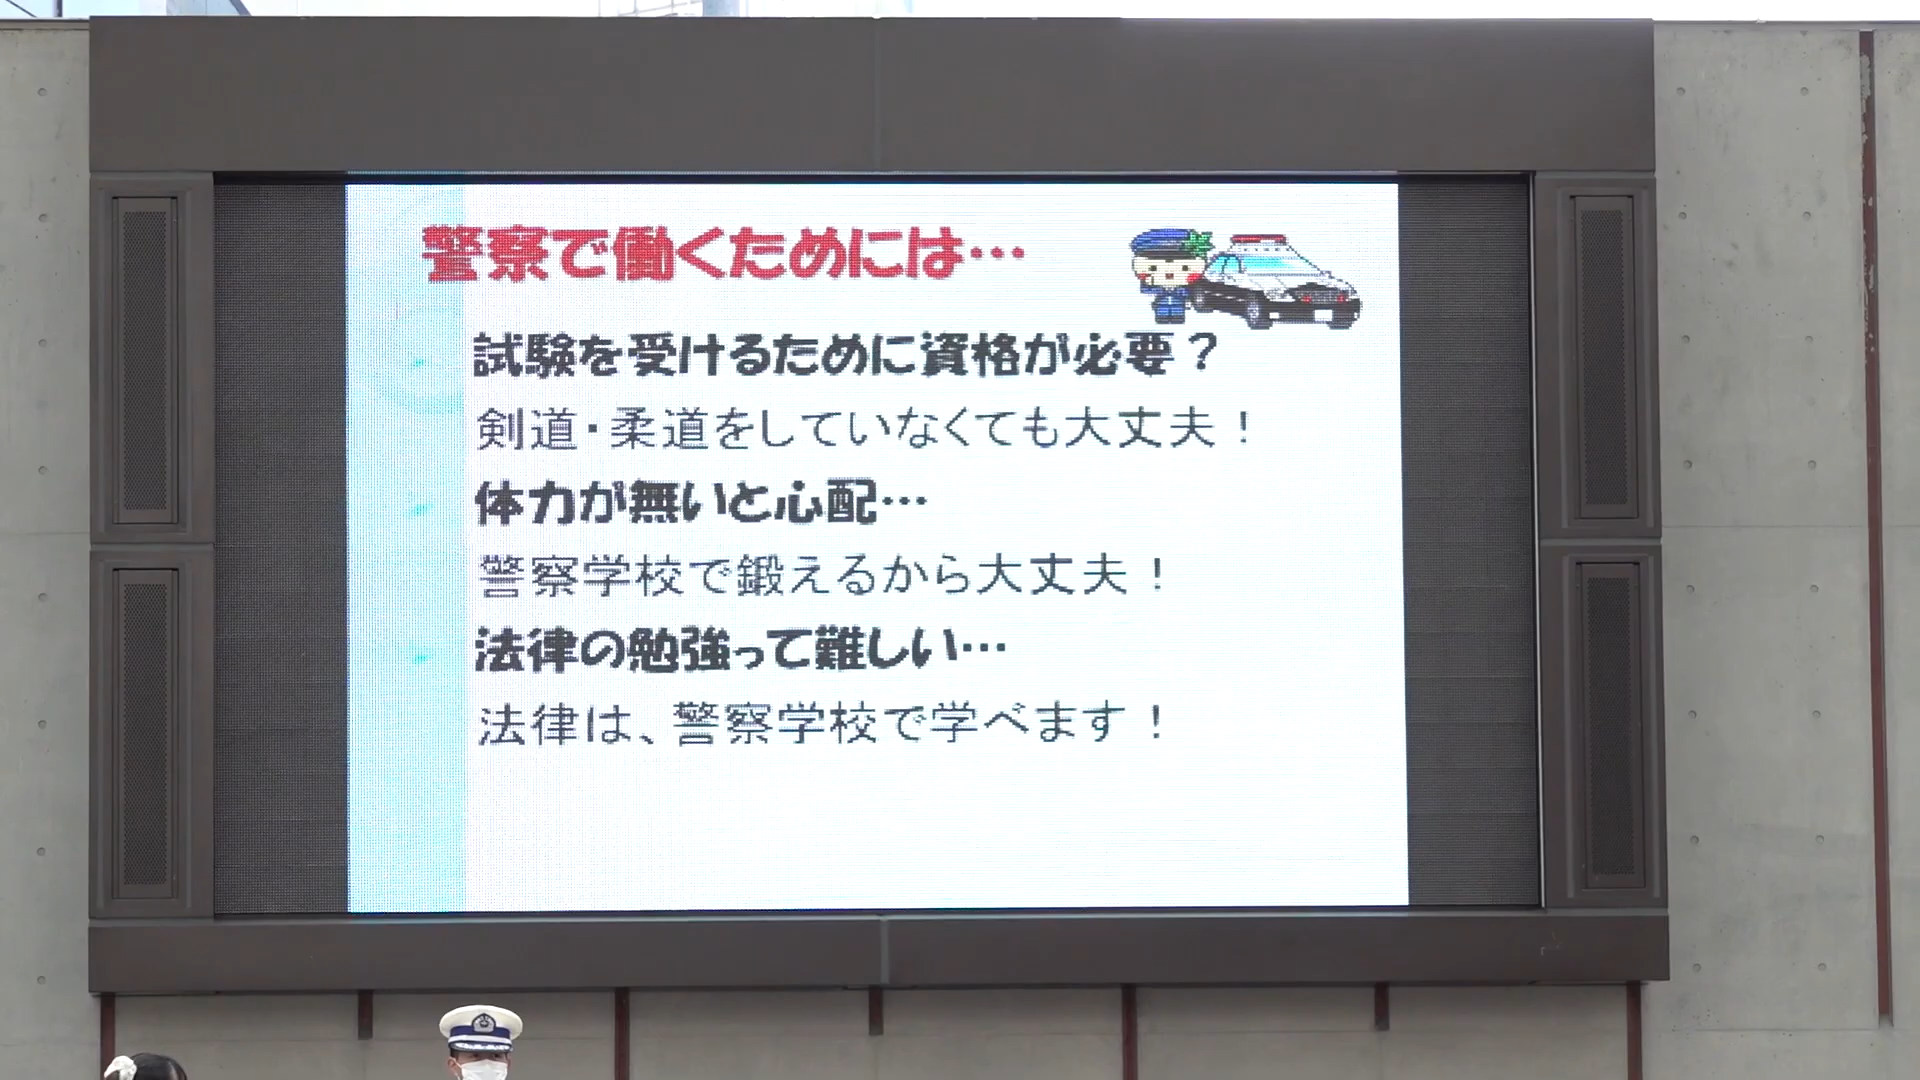 警察で働くためには…
試験を受けるために資格が必要？
剣道・柔道をしていなくても大丈夫！
体力が無いと心配…
警察学校で鍛えるから大丈夫！
法律の勉強って難しい…
法律は、警察学校で学べます！